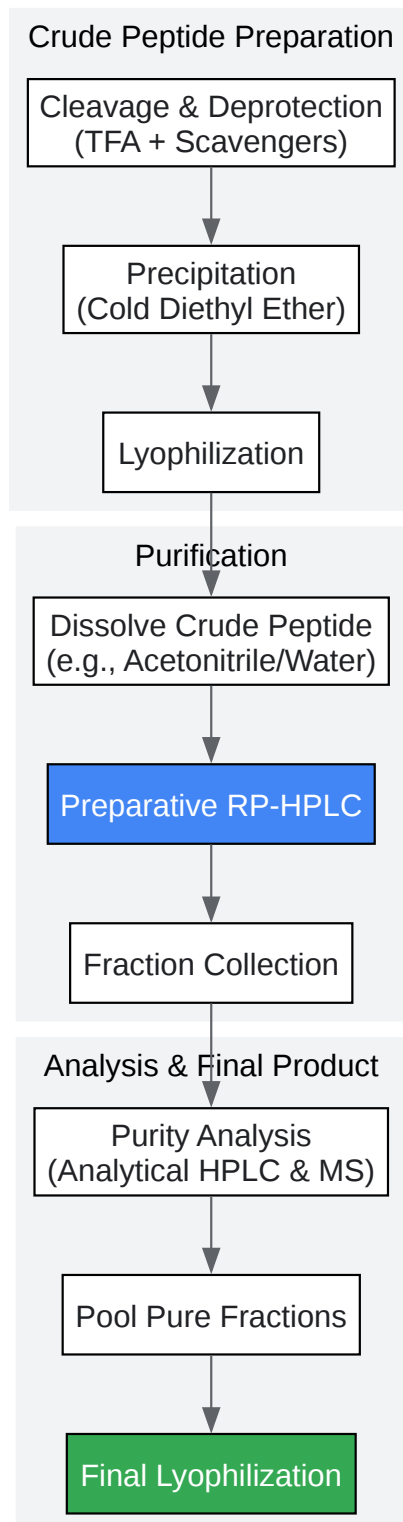 Crude Peptide Preparation
Cleavage & Deprotection
(TFA + Scavengers)
Precipitation
(Cold Diethyl Ether)
Lyophilization
Purification
Dissolve Crude Peptide
(e.g., Acetonitrile/Water)
Preparative RP-HPLC
Fraction Collection
Analysis & Final Product
Purity Analysis
(Analytical HPLC & MS)
Pool Pure Fractions
Final Lyophilization